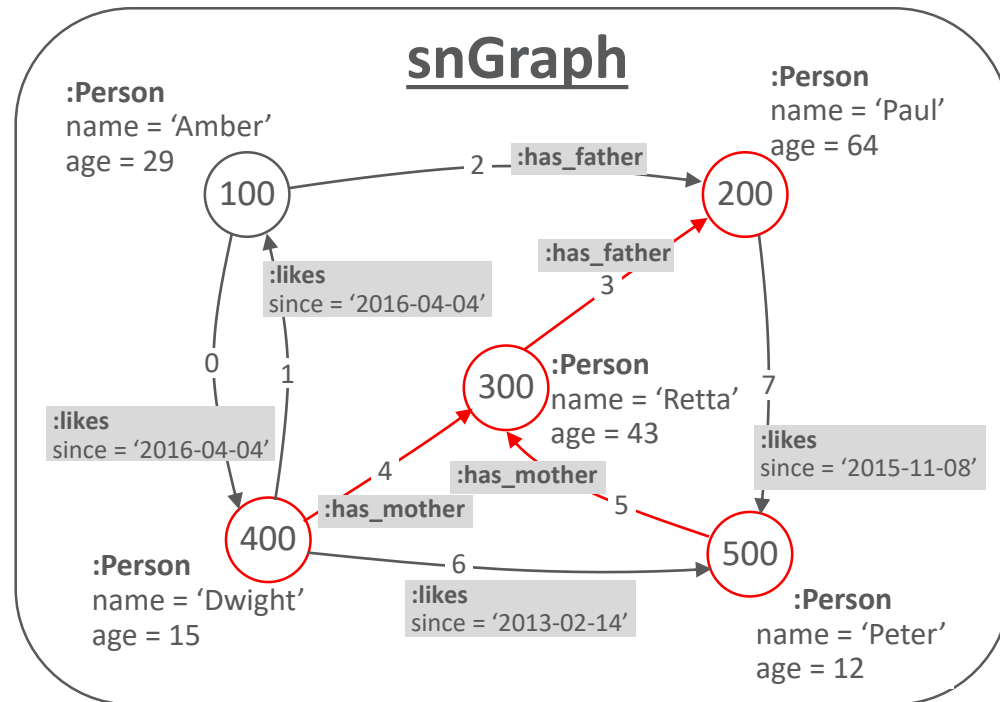 snGraph
:Person
name = ‘Amber’
age = 29
:Person
name = ‘Paul’
age = 64
100
2
:has_father
200
:has_father
3
:likes
since = ‘2016-04-04’
0
1
300
:Person
name = ‘Retta’
age = 43
7
:likes
since = ‘2016-04-04’
:likes
since = ‘2015-11-08’
4
:has_mother
:has_mother
5
400
500
6
:likes
since = ‘2013-02-14’
:Person
name = ‘Dwight’
age = 15
:Person
name = ‘Peter’
age = 12